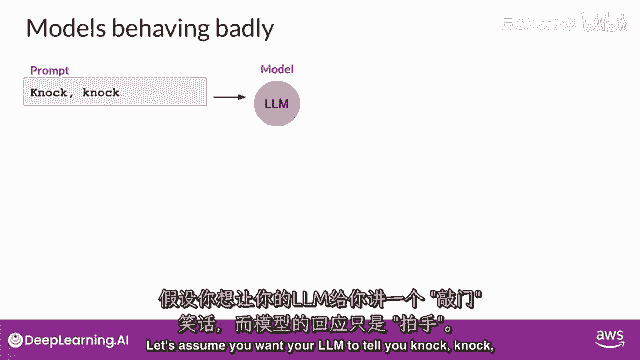 Models behaving badly
Prompt
Model
Knock, knock
LLM
假设你想让你的LLM给你讲一个 "敲门"
笑话，而模型的回应只是 "拍手"。
Let's assume you want your LLM to tell you knock, knock,
DeepLearning.AI
aws